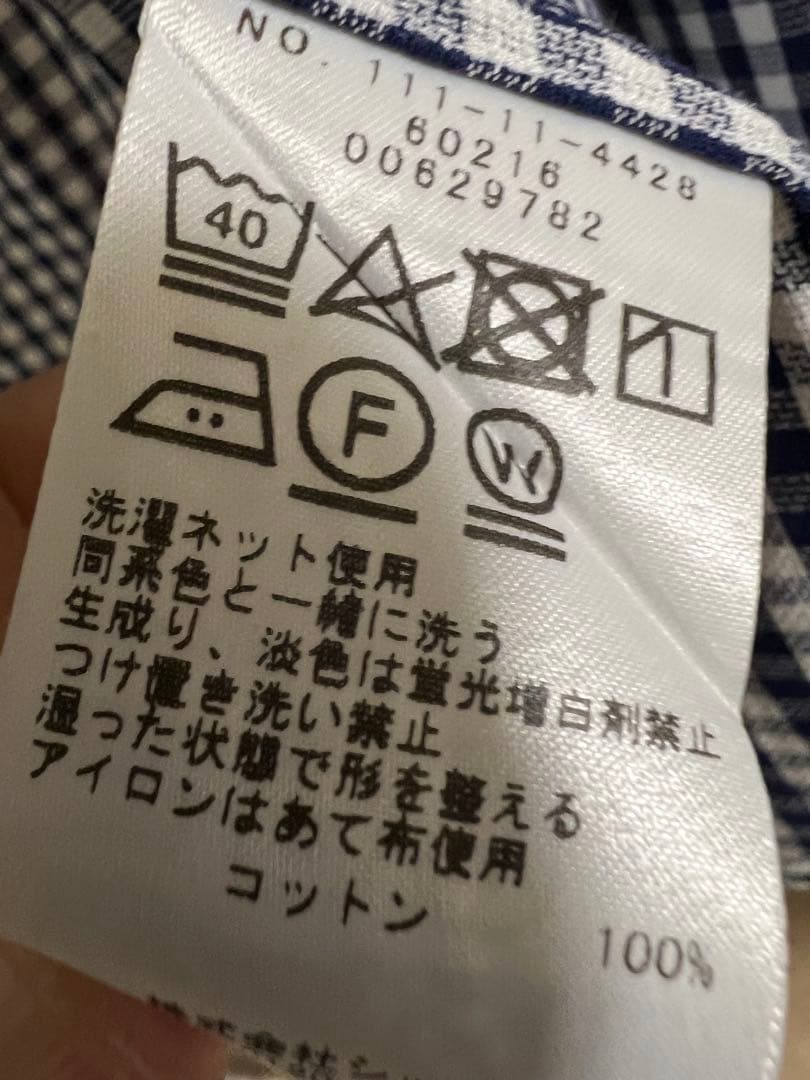 NO. 111-11-4428
60216
00629782
40
F
W
洗濯ネット使用
同系色と一緒に洗う
生成り、淡色は蛍光増白剤禁止
つけ置き洗い禁止
湿った状態で形を整える
アイロンはあて布使用
コットン
100%